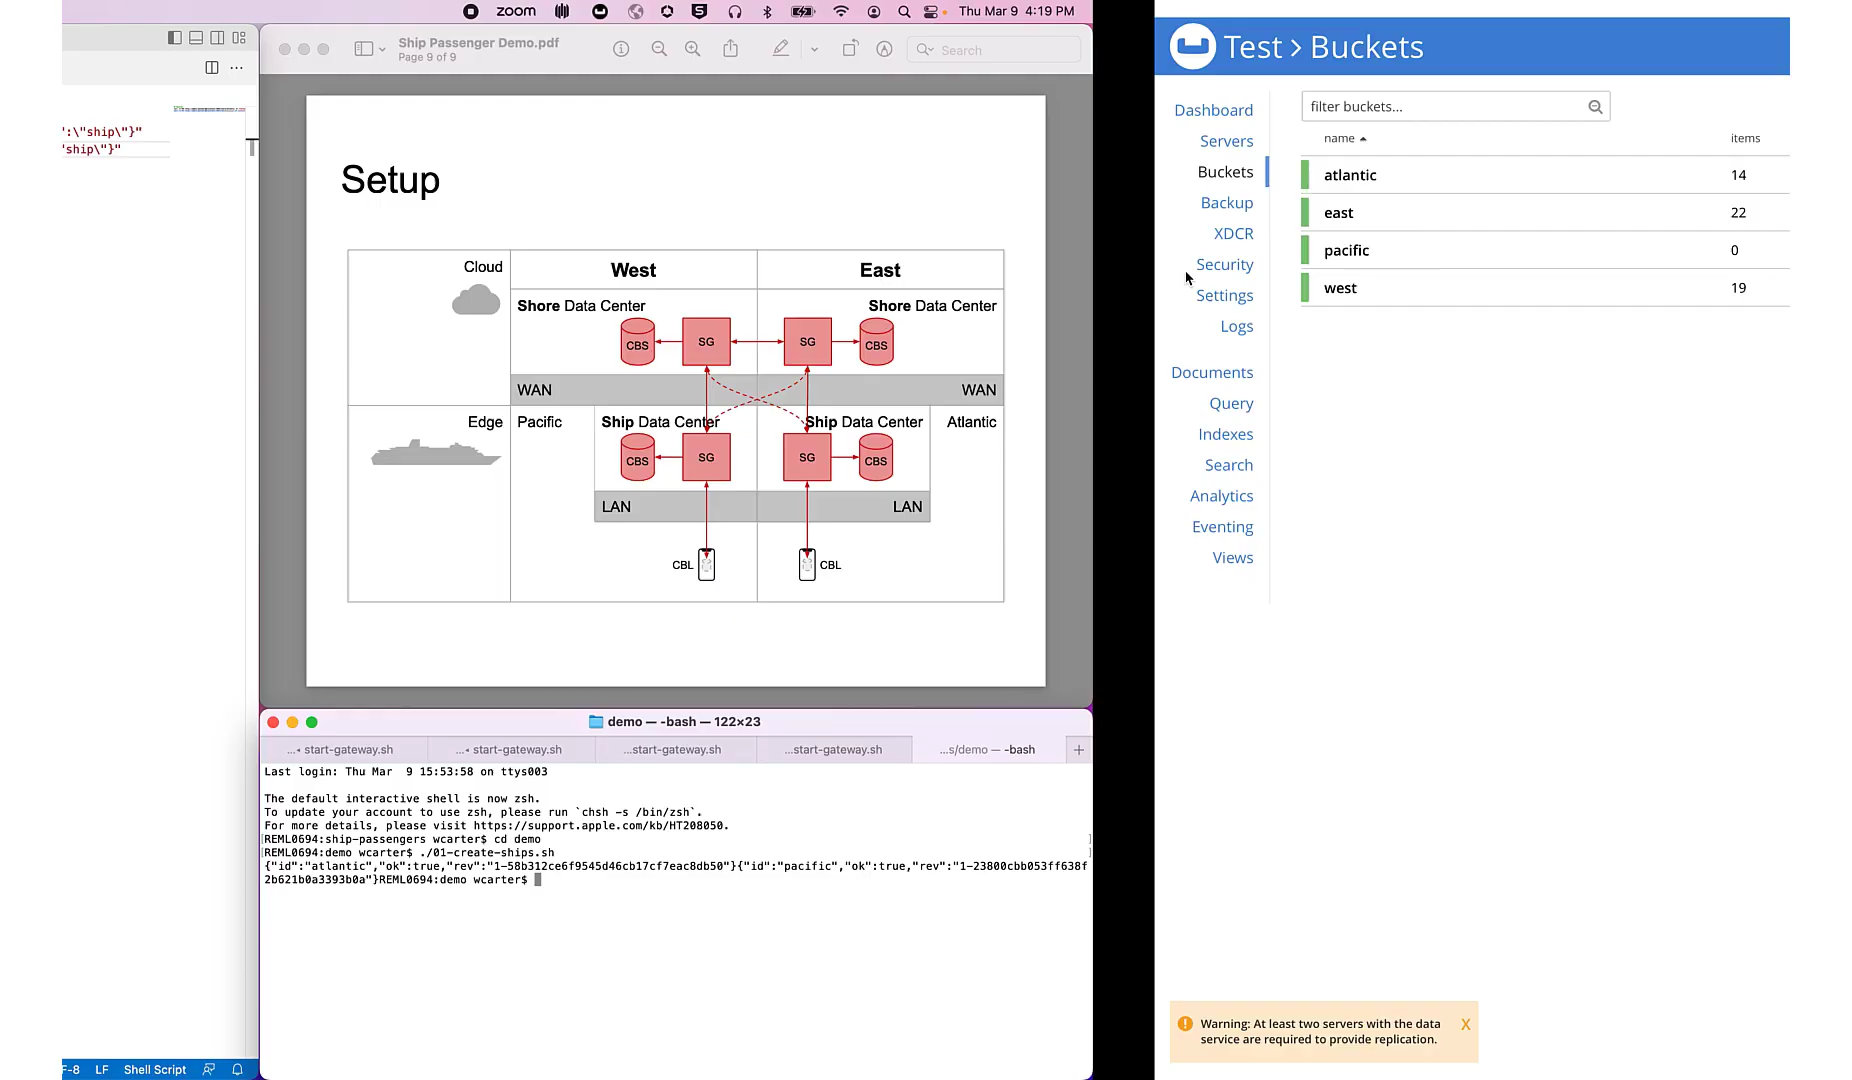 zoom
Thu Mar 9 4:19 PM
":\"ship\"}"
"ship\"}"
T
F-8 LF Shell Script
Ship Passenger Demo.pdf
Page 9 of 9
Search
Setup
Cloud
West
East
Shore Data Center
Shore Data Center
CBS
SG
SG
CBS
WAN
WAN
Edge
Pacific
Ship Data Center
Ship Data Center
Atlantic
CBS
SG
SG
CBS
LAN
LAN
CBL
CBL
demo — -bash — 122×23
...◂ start-gateway.sh
...◂ start-gateway.sh
...start-gateway.sh
...start-gateway.sh
...s/demo — -bash
+
Last login: Thu Mar  9 15:53:58 on ttys003
The default interactive shell is now zsh.
To update your account to use zsh, please run `chsh -s /bin/zsh`.
For more details, please visit https://support.apple.com/kb/HT208050.
[REML0694:ship-passengers wcarter$ cd demo ]
[REML0694:demo wcarter$ ./01-create-ships.sh ]
{"id":"atlantic","ok":true,"rev":"1-58b312ce6f9545d46cb17cf7eac8db50"}{"id":"pacific","ok":true,"rev":"1-23800cbb053ff638f
2b621b0a3393b0a"}REML0694:demo wcarter$
Test > Buckets
Dashboard
Servers
Buckets
Backup
XDCR
Security
Settings
Logs
Documents
Query
Indexes
Search
Analytics
Eventing
Views
filter buckets...
name
items
atlantic 14
east 22
pacific 0
west 19
Warning: At least two servers with the data
service are required to provide replication.
X